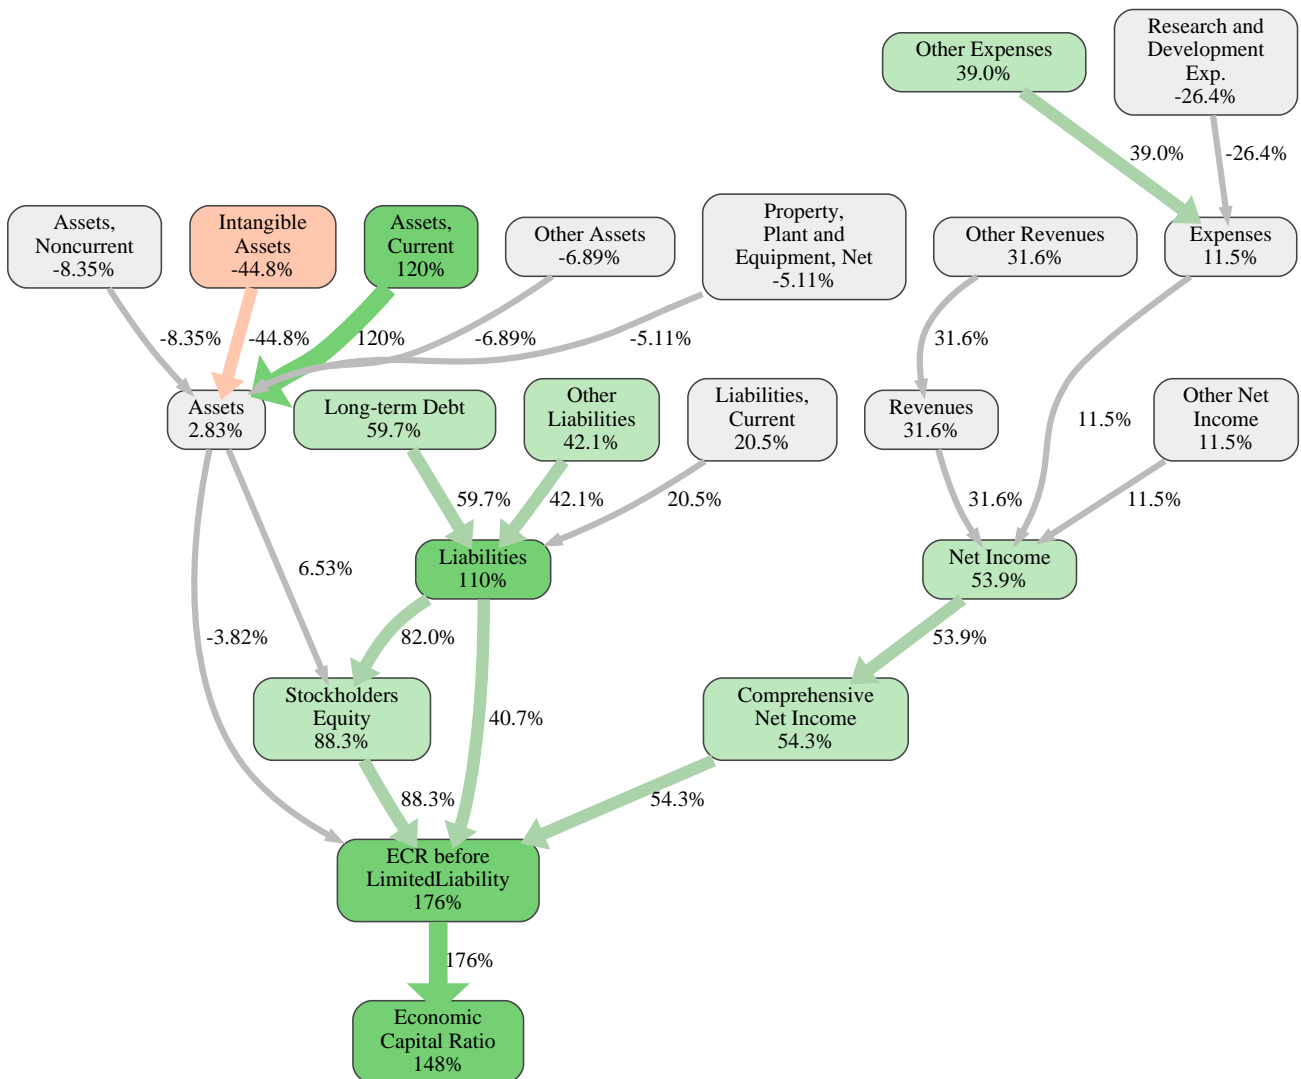 Other Expenses
39.0%
Research and
Development
Exp.
-26.4%
39.0%
-26.4%
Assets,
Noncurrent
-8.35%
Intangible
Assets
-44.8%
Assets,
Current
120%
Other Assets
-6.89%
Property,
Plant and
Equipment, Net
-5.11%
Other Revenues
31.6%
Expenses
11.5%
-8.35%
-44.8%
120%
-6.89%
-5.11%
31.6%
Assets
2.83%
Long-term Debt
59.7%
Other
Liabilities
42.1%
Liabilities,
Current
20.5%
Revenues
31.6%
11.5%
Other Net
Income
11.5%
59.7%
42.1%
20.5%
31.6%
11.5%
Liabilities
110%
Net Income
53.9%
6.53%
-3.82%
82.0%
53.9%
Stockholders
Equity
88.3%
40.7%
Comprehensive
Net Income
54.3%
88.3%
54.3%
ECR before
LimitedLiability
176%
176%
Economic
Capital Ratio
148%